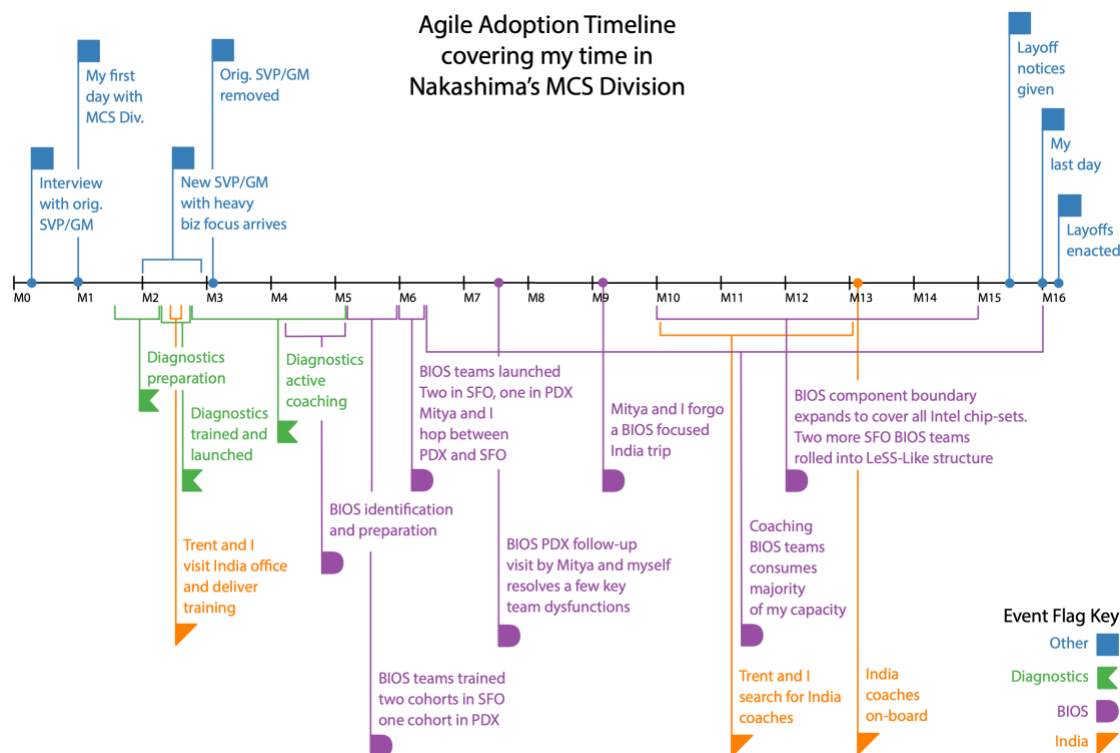 Agile Adoption Timeline
covering my time in
Nakashima's MCS Division
My first
day with
MCS Div.
Orig. SVP/GM
removed
Layoff
notices
given
Interview
with orig.
SVP/GM
New SVP/GM
with heavy
biz focus arrives
My
last day
Layoffs
enacted
M0
M1
M2
M3
M4
M5
M6
M7
M8
M9
M10
M11
M12
M13
M14
M15
M16
Diagnostics
preparation
Diagnostics
trained and
launched
Diagnostics
active
coaching
Trent and I
visit India office
and deliver
training
BIOS identification
and preparation
BIOS teams trained
two cohorts in SFO
one cohort in PDX
BIOS teams launched
Two in SFO, one in PDX
Mitya and I
hop between
PDX and SFO
BIOS PDX follow-up
visit by Mitya and myself
resolves a few key
team dysfunctions
Mitya and I forgo
a BIOS focused
India trip
Trent and I
search for India
coaches
Coaching
BIOS teams
consumes
majority
of my capacity
BIOS component boundary
expands to cover all Intel chip-sets.
Two more SFO BIOS teams
rolled into LeSS-Like structure
India
coaches
on-board
Event Flag Key
Other
Diagnostics
BIOS
India